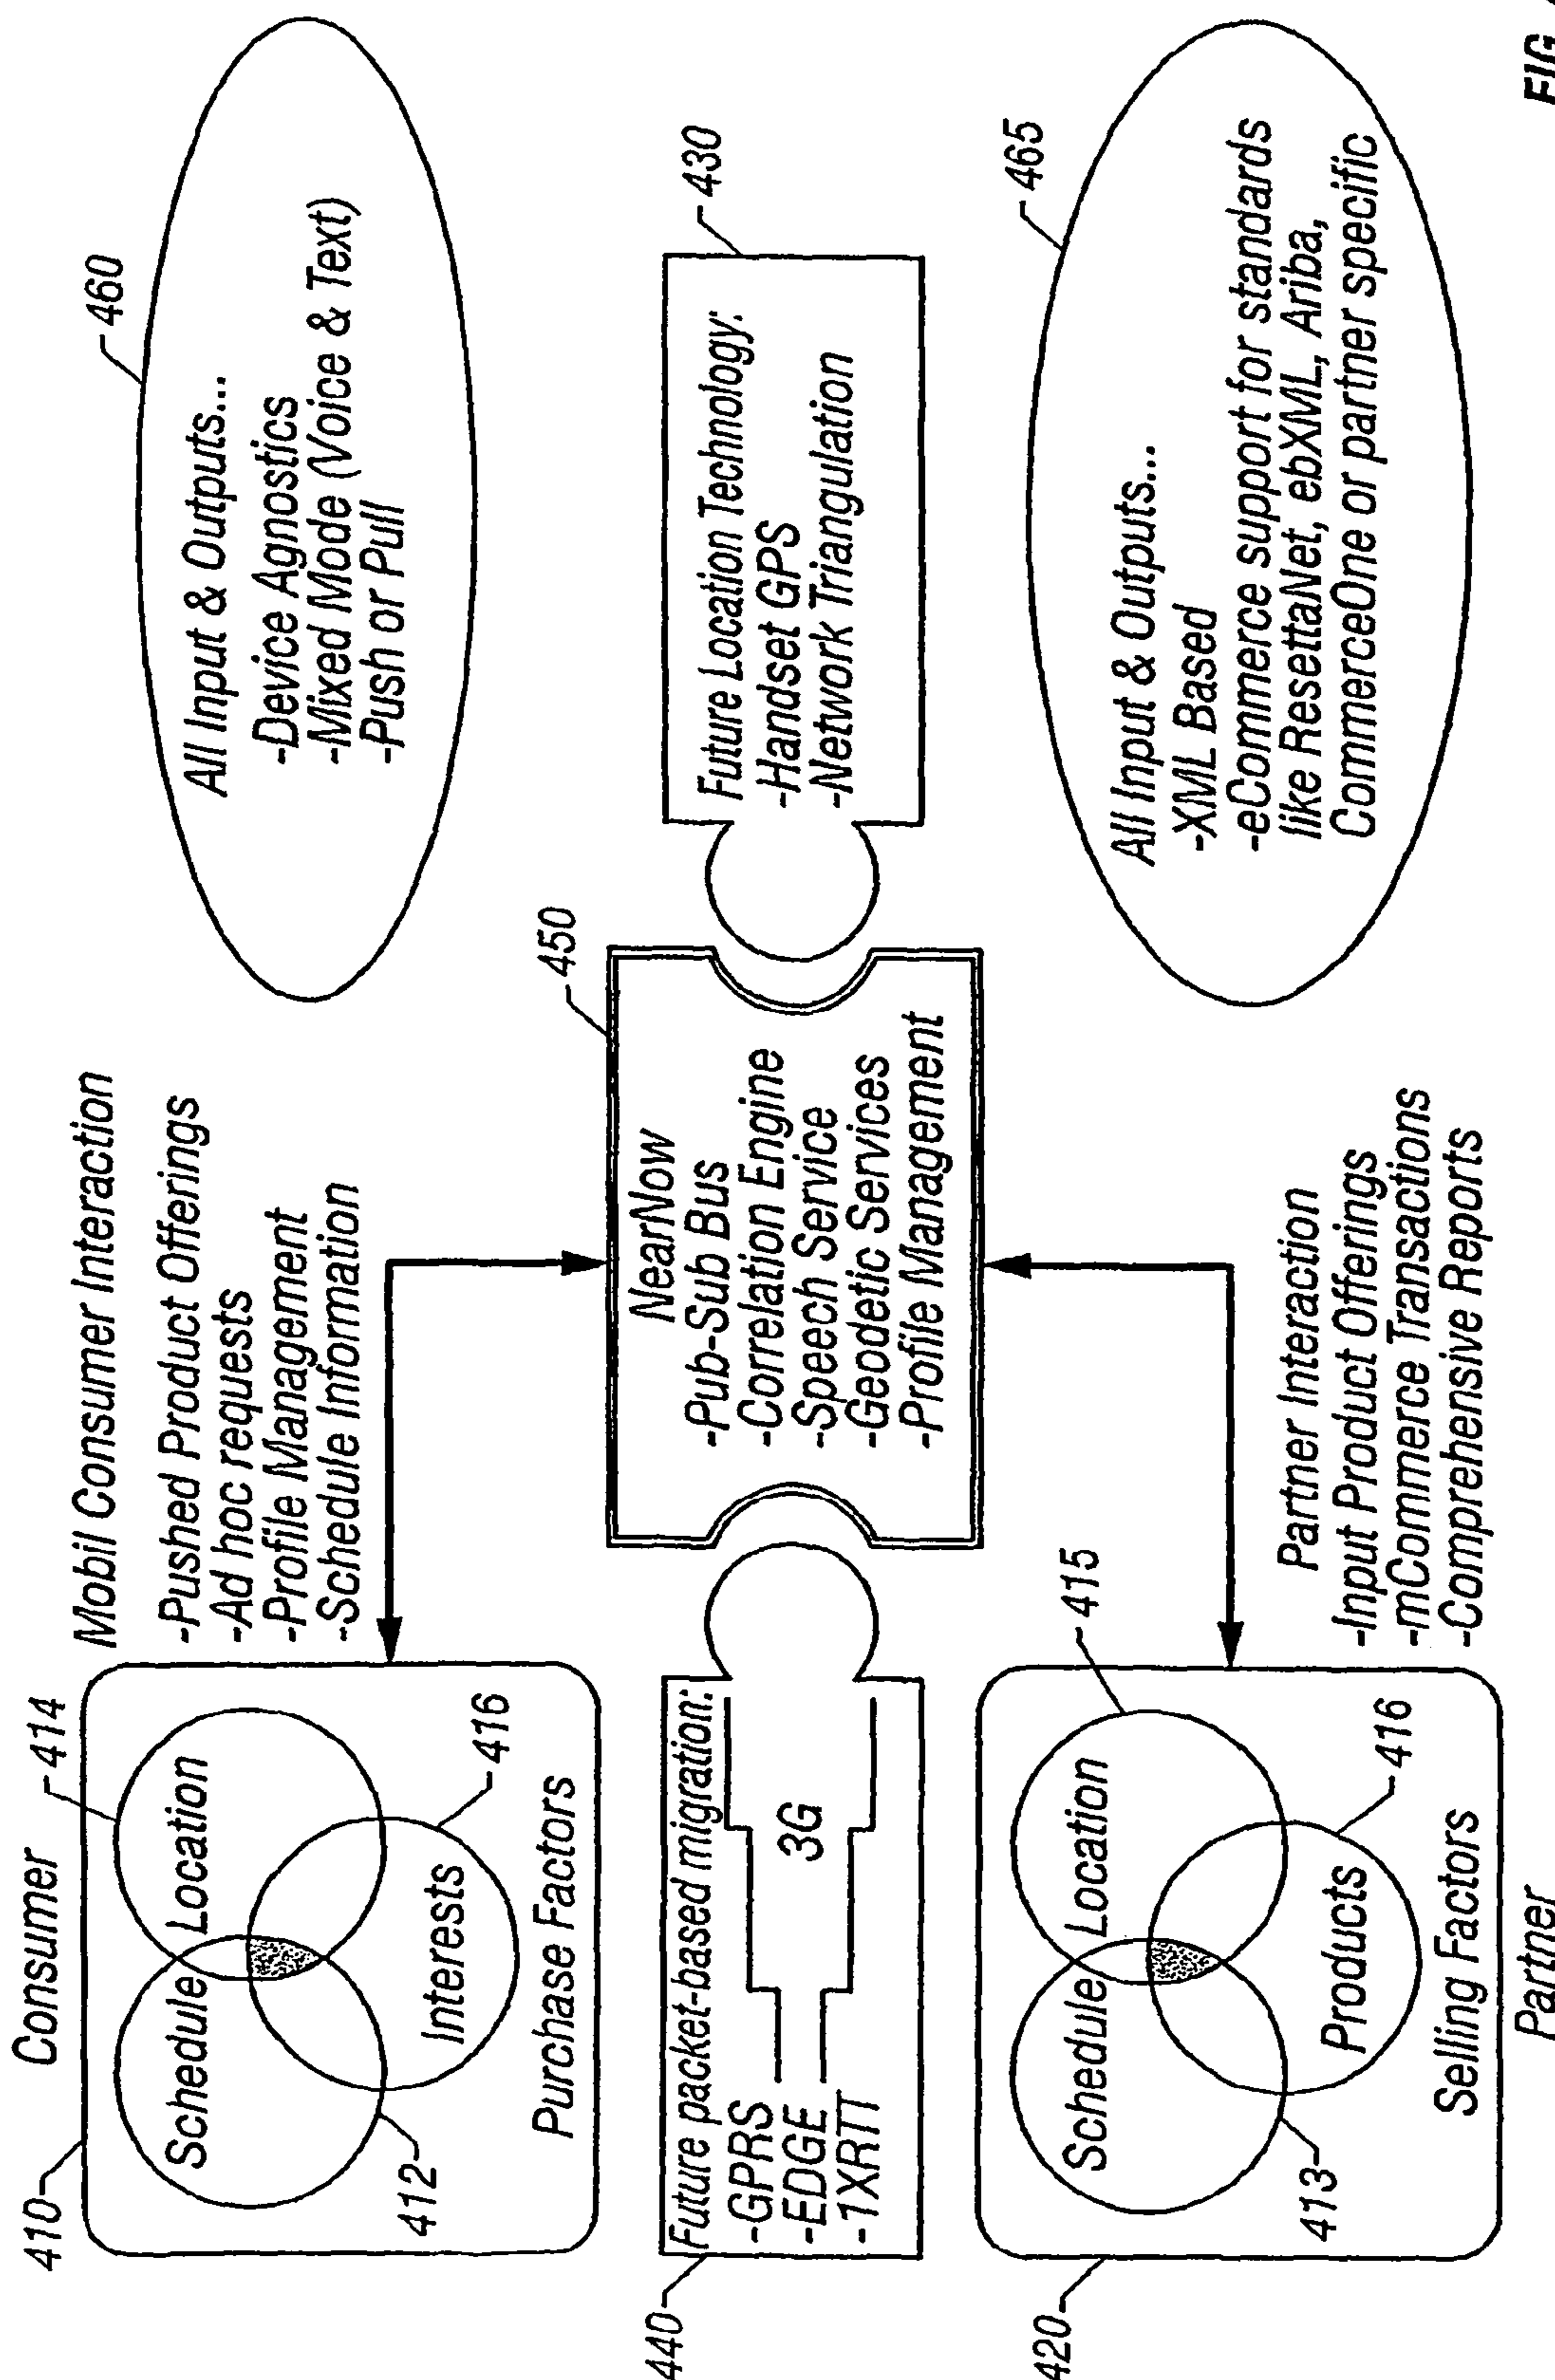 Consumer
410
414
Schedule
Location
412
Interests
416
Purchase Factors
Mobil Consumer Interaction
-Pushed Product Offerings
-Ad hoc requests
-Profile Management
-Schedule Information
460
All Input & Outputs...
-Device Agnostics
-Mixed Mode (Voice & Text)
-Push or Pull
440
Future packet-based migration:
-GPRS
-EDGE
-1XRTT
3G
450
NearNow
-Pub-Sub Bus
-Correlation Engine
-Speech Service
-Geodetic Services
-Profile Management
430
Future Location Technology:
-Handset GPS
-Network Triangulation
420
415
Schedule
Location
413
Products
416
Selling Factors
Partner
Partner Interaction
-Input Product Offerings
-mCommerce Transactions
-Comprehensive Reports
465
All Input & Outputs...
-XML Based
-eCommerce support for standards
like ResettaNet, ebXML, Ariba,
CommerceOne or partner specific
FIG.